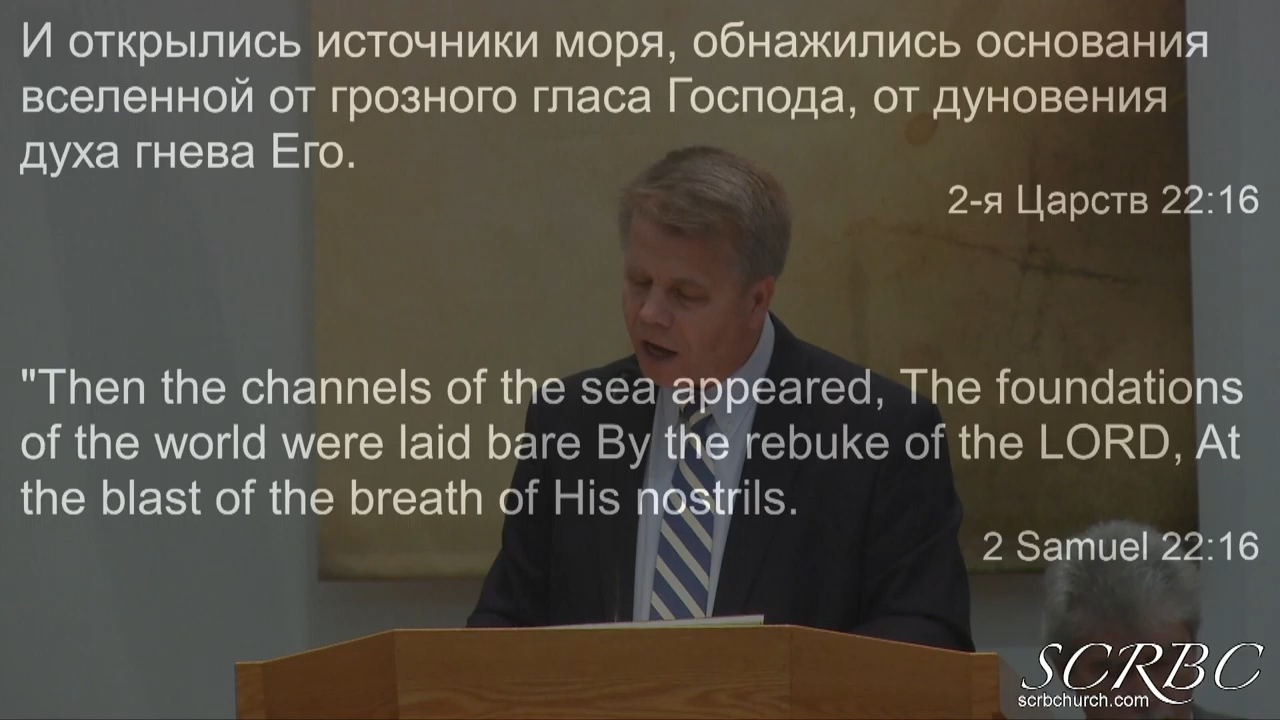 И открылись источники моря, обнажились основания
вселенной от грозного гласа Господа, от дуновения
духа гнева Его.
2-я Царств 22:16
"Then the channels of the sea appeared, The foundations
of the world were laid bare By the rebuke of the LORD, At
the blast of the breath of His nostrils.
2 Samuel 22:16
SCRBC
scrbchurch.com